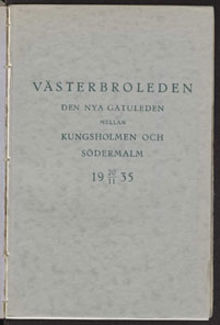 VÄSTERBROLEDEN
DEN NYA GATULEDEN
MELLAN
KUNGSHOLMEN OCH
SÖDERMALM
19 20/11 35